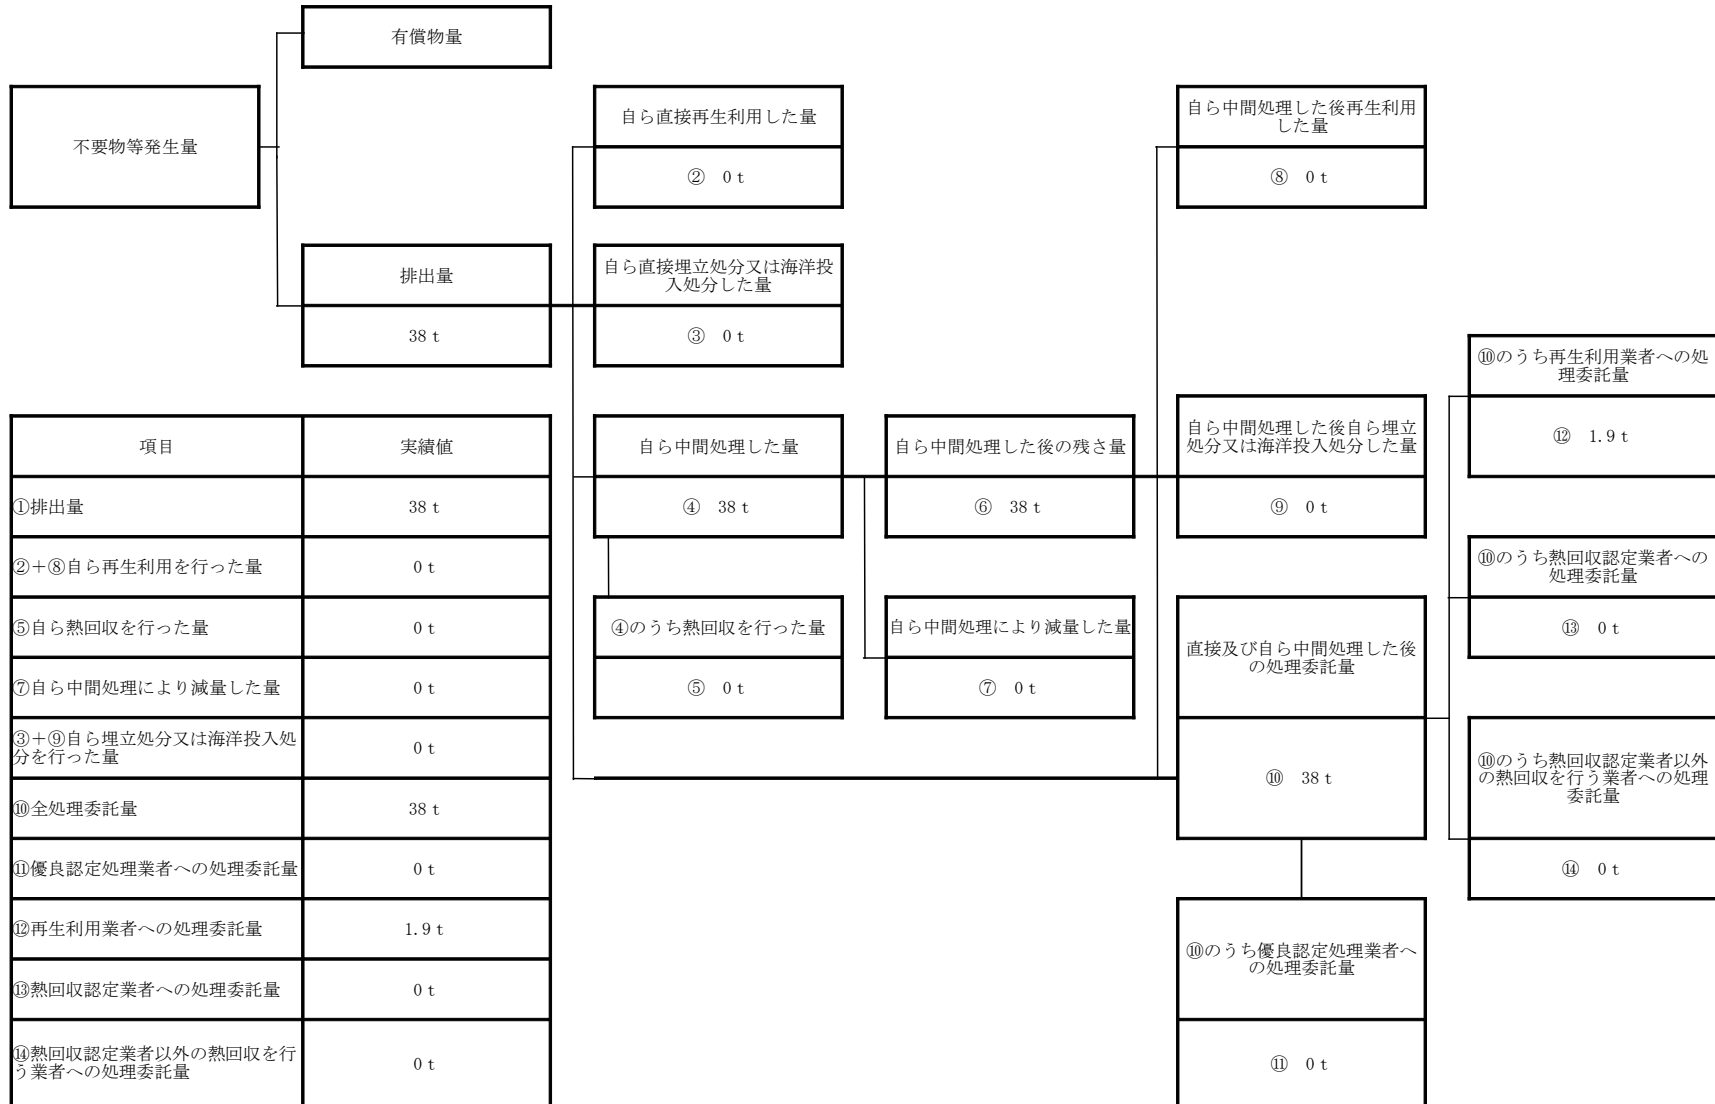 有償物量
不要物等発生量
自ら直接再生利用した量
② 0 t
自ら中間処理した後再生利用
した量
⑧ 0 t
排出量
38 t
自ら直接埋立処分又は海洋投
入処分した量
③ 0 t
⑩のうち再生利用業者への処
理委託量
⑫ 1.9 t
自ら中間処理した量
④ 38 t
自ら中間処理した後の残さ量
⑥ 38 t
自ら中間処理した後自ら埋立
処分又は海洋投入処分した量
⑨ 0 t
⑩のうち熱回収認定業者への
処理委託量
⑬ 0 t
④のうち熱回収を行った量
⑤ 0 t
自ら中間処理により減量した量
⑦ 0 t
直接及び自ら中間処理した後
の処理委託量
⑩ 38 t
⑩のうち熱回収認定業者以外
の熱回収を行う業者への処理
委託量
⑭ 0 t
⑩のうち優良認定処理業者へ
の処理委託量
⑪ 0 t
項目 実績値
①排出量 38 t
②+⑧自ら再生利用を行った量 0 t
⑤自ら熱回収を行った量 0 t
⑦自ら中間処理により減量した量 0 t
③+⑨自ら埋立処分又は海洋投入処
分を行った量 0 t
⑩全処理委託量 38 t
⑪優良認定処理業者への処理委託量 0 t
⑫再生利用業者への処理委託量 1.9 t
⑬熱回収認定業者への処理委託量 0 t
⑭熱回収認定業者以外の熱回収を行
う業者への処理委託量 0 t